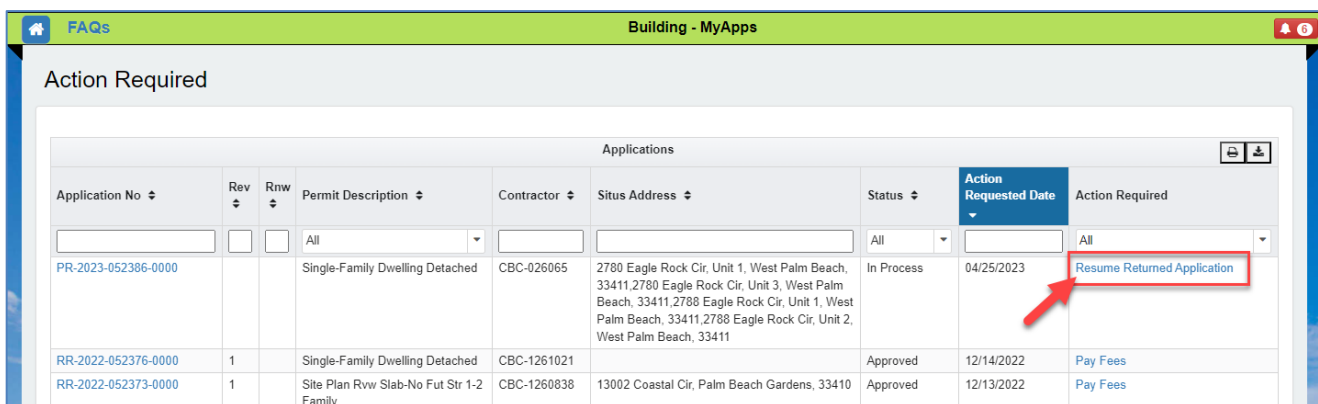 FAQs Building - MyApps 6
Action Required
Applications
Application No Rev Rnw Permit Description Contractor Situs Address Status Action Requested Date Action Required
All All All
PR-2023-052386-0000 Single-Family Dwelling Detached CBC-026065 2780 Eagle Rock Cir, Unit 1, West Palm Beach, In Process 04/25/2023 Resume Returned Application
33411,2780 Eagle Rock Cir, Unit 3, West Palm
Beach, 33411,2788 Eagle Rock Cir, Unit 1, West
Palm Beach, 33411,2788 Eagle Rock Cir, Unit 2,
West Palm Beach, 33411
RR-2022-052376-0000 1 Single-Family Dwelling Detached CBC-1261021 Approved 12/14/2022 Pay Fees
RR-2022-052373-0000 1 Site Plan Rvw Slab-No Fut Str 1-2 CBC-1260838 13002 Coastal Cir, Palm Beach Gardens, 33410 Approved 12/13/2022 Pay Fees
Family